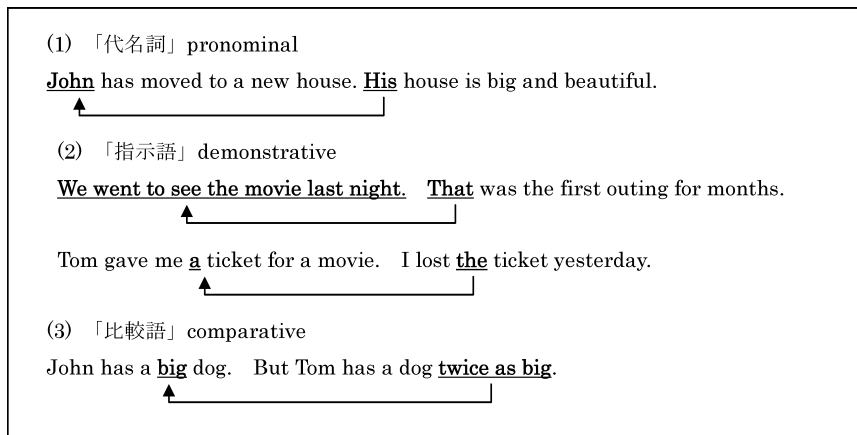 (1) 「代名詞」pronominal
John has moved to a new house. His house is big and beautiful.
(2) 「指示語」demonstrative
We went to see the movie last night. That was the first outing for months.
Tom gave me a ticket for a movie. I lost the ticket yesterday.
(3) 「比較語」comparative
John has a big dog. But Tom has a dog twice as big.